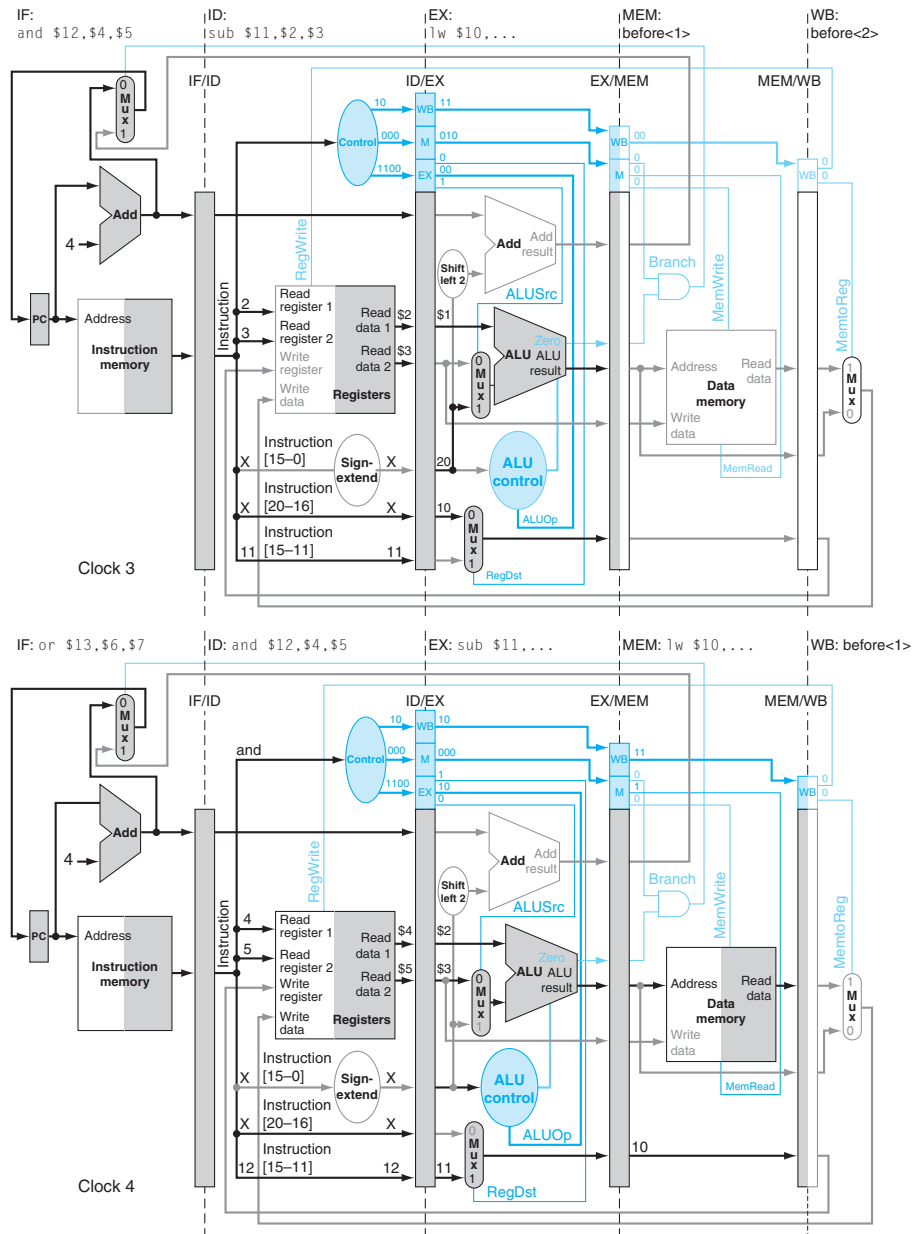 IF: and $12,$4,$5
ID: sub $11,$2,$3
EX: lw $10,...
MEM: before<1>
WB: before<2>
IF/ID
ID/EX
EX/MEM
MEM/WB
0
Mux
1
Control
10
000
1100
WB
M
EX
11
010
0
00
1
WB
M
00
0
0
0
WB
0
0
Add
4
RegWrite
Shift left 2
Add
Add result
ALUSrc
Branch
MemWrite
MemtoReg
PC
Address
Instruction memory
Instruction
2
3
Read register 1
Read register 2
Write register
Write data
Read data 1
Read data 2
Registers
$2
$3
$1
0
Mux
1
Zero
ALU
ALU result
Address
Write data
Read data
Data memory
MemRead
1
Mux
0
X
Instruction [15–0]
Sign-extend
X
20
ALU control
ALUOp
X
Instruction [20–16]
X
10
11
Instruction [15–11]
11
0
Mux
1
RegDst
Clock 3
IF: or $13,$6,$7
ID: and $12,$4,$5
EX: sub $11,...
MEM: lw $10,...
WB: before<1>
IF/ID
ID/EX
EX/MEM
MEM/WB
0
Mux
1
and
Control
10
000
1100
WB
M
EX
10
000
1
10
0
WB
M
11
0
1
0
WB
0
0
Add
4
RegWrite
Shift left 2
Add
Add result
ALUSrc
Branch
MemWrite
MemtoReg
PC
Address
Instruction memory
Instruction
4
5
Read register 1
Read register 2
Write register
Write data
Read data 1
Read data 2
Registers
$4
$5
$2
$3
0
Mux
1
Zero
ALU
ALU result
Address
Write data
Read data
Data memory
MemRead
1
Mux
0
X
Instruction [15–0]
Sign-extend
X
ALU control
ALUOp
X
Instruction [20–16]
X
12
Instruction [15–11]
12
11
0
Mux
1
RegDst
10
Clock 4